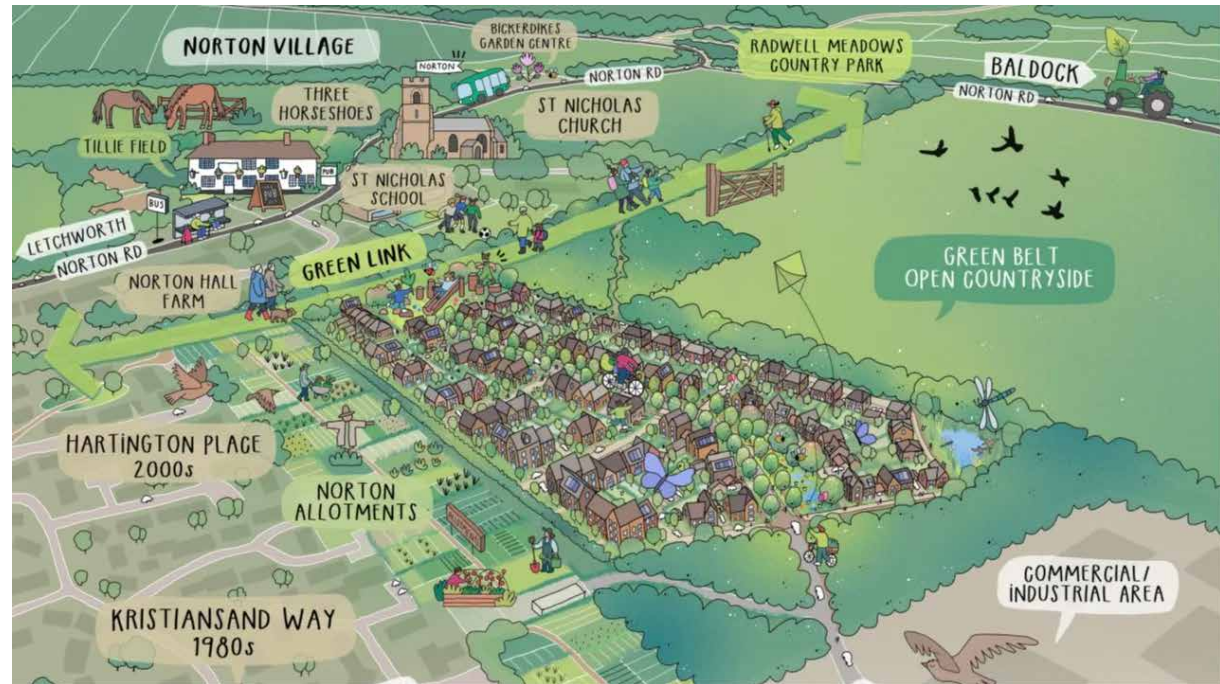 NORTON VILLAGE
BICKERDIKES
GARDEN CENTRE
NORTON
NORTON RD
RADWELL MEADOWS
COUNTRY PARK
BALDOCK
NORTON RD
THREE
HORSESHOES
ST NICHOLAS
CHURCH
TILLIE FIELD
PUB
ST NICHOLAS
SCHOOL
BUS
LETCHWORTH
NORTON RD
GREEN LINK
NORTON HALL
FARM
GREEN BELT
OPEN COUNTRYSIDE
HARTINGTON PLACE
2000s
NORTON
ALLOTMENTS
KRISTIANSAND WAY
1980s
COMMERCIAL/
INDUSTRIAL AREA